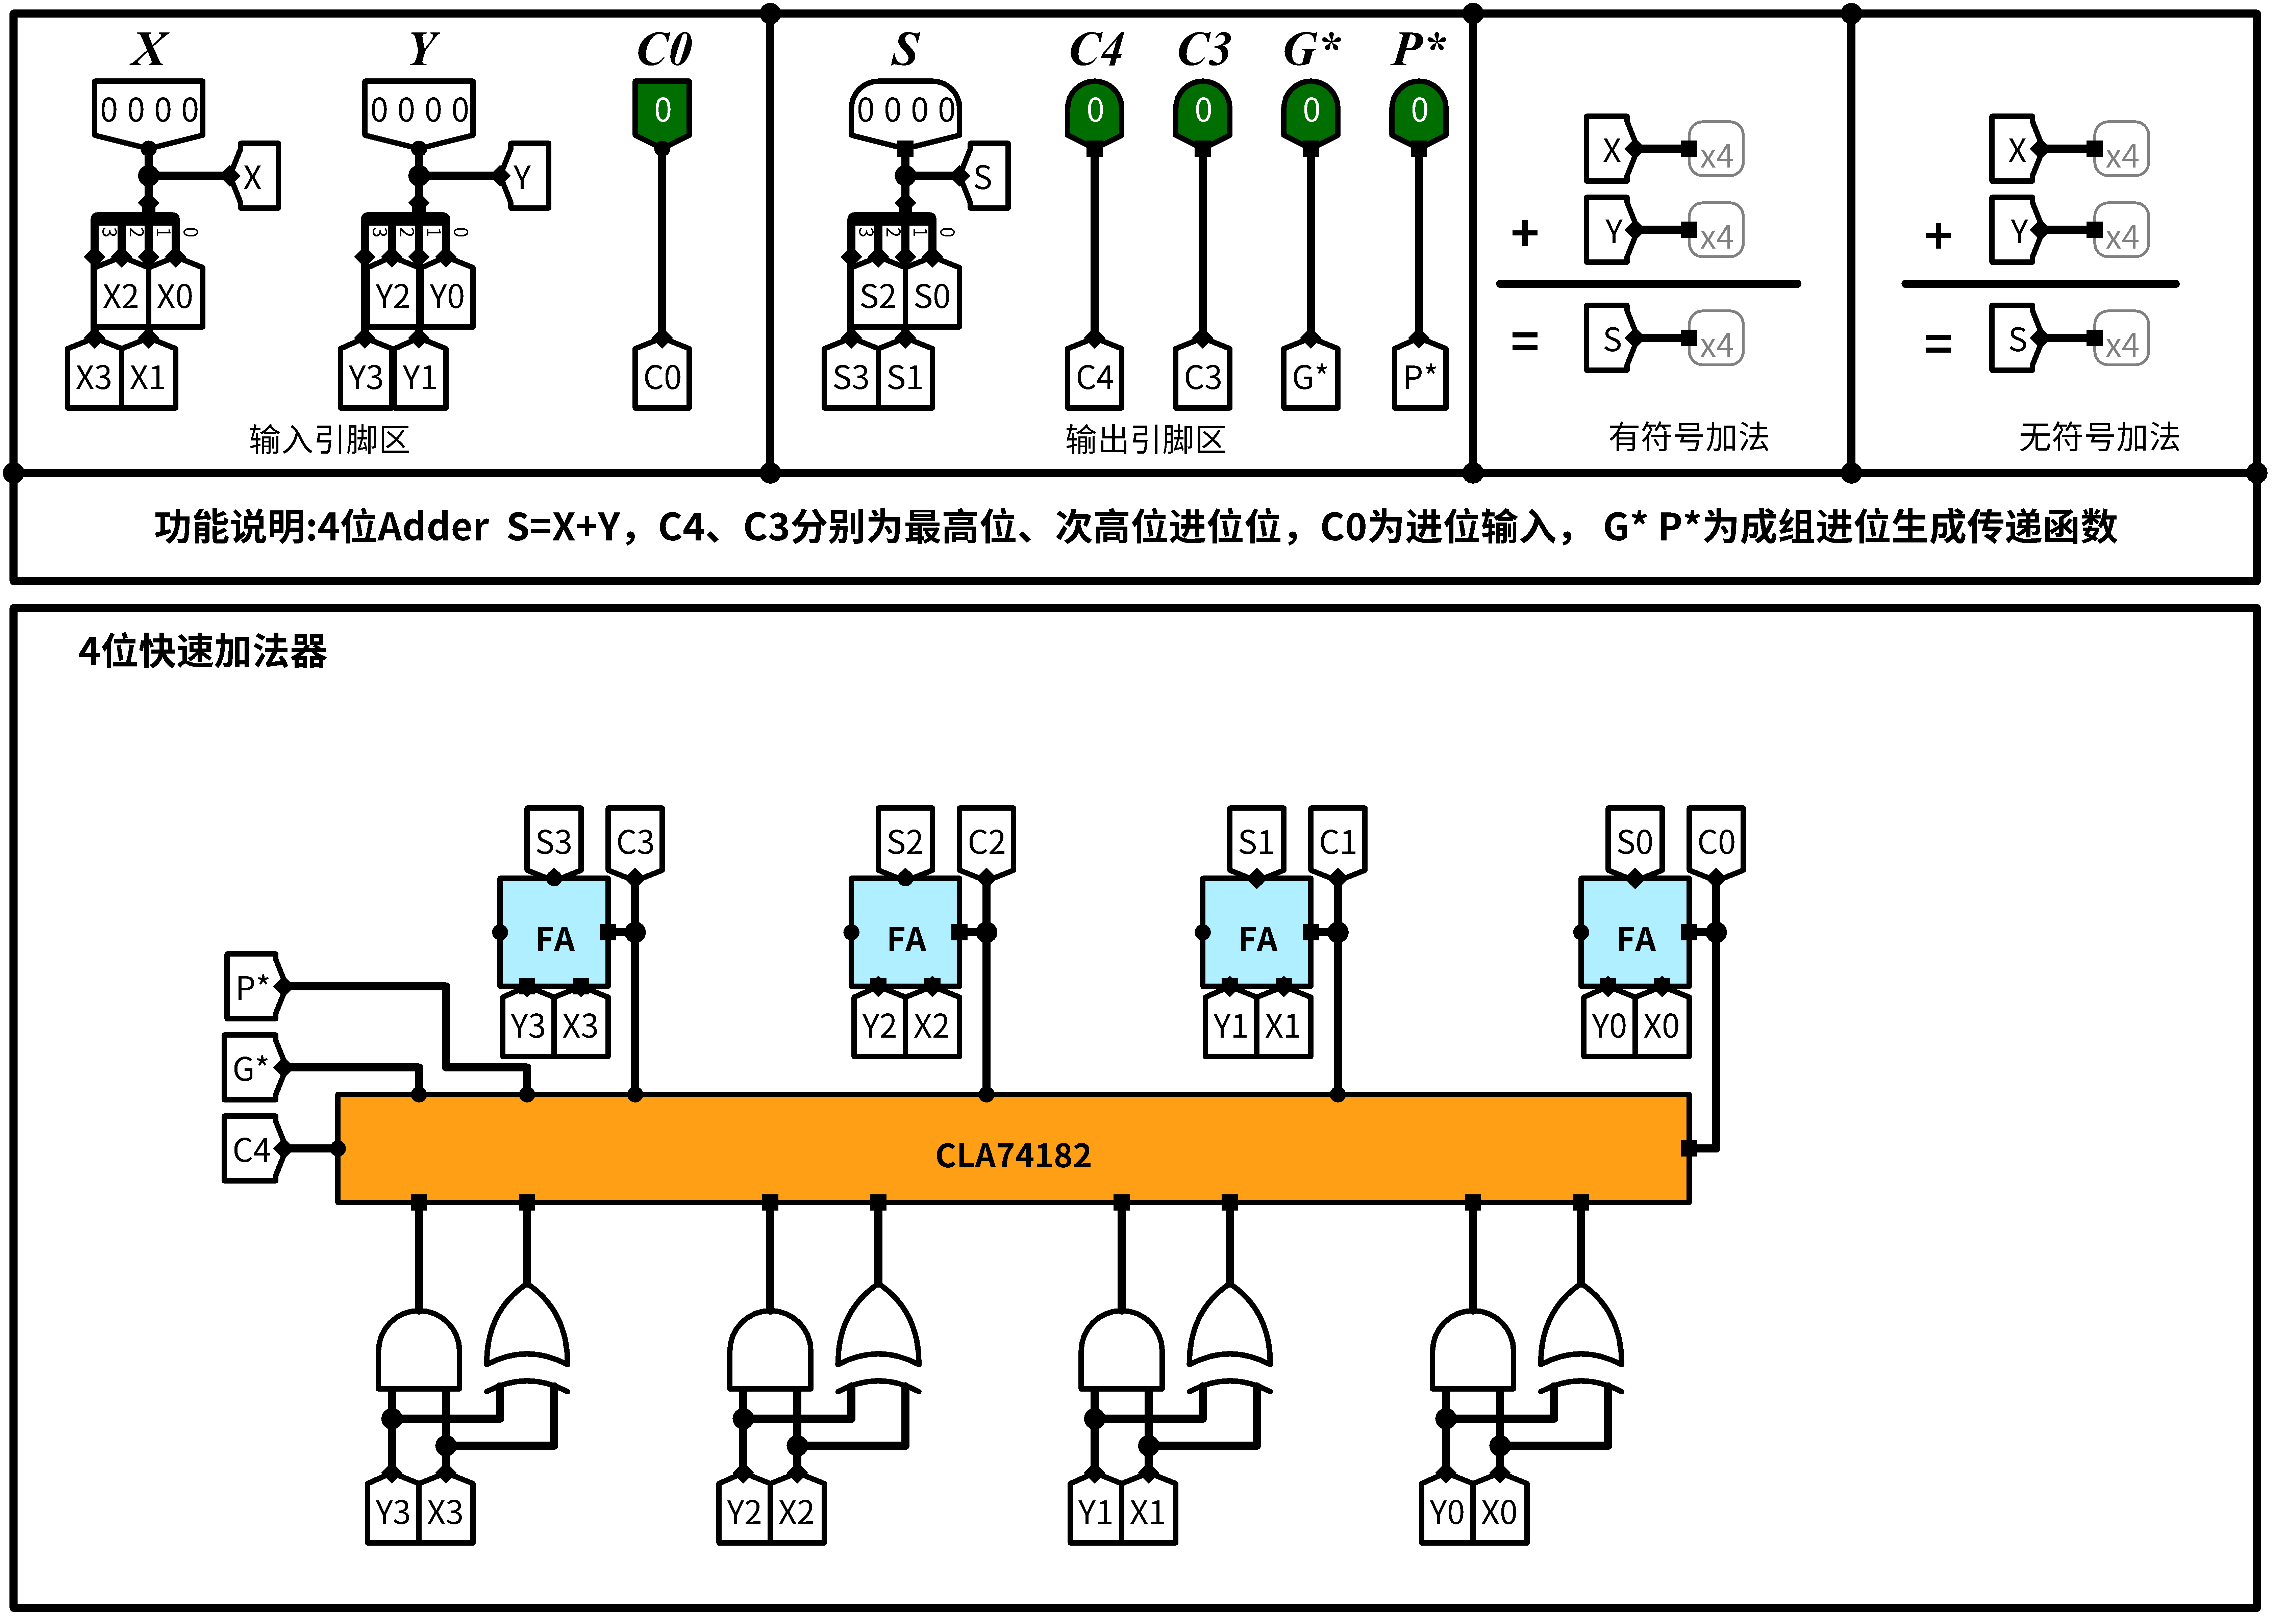 X Y C0 S C4 C3 G* P*
0 0 0 0 0 0 0 0 0 0 0 0 0 0 0 0 0
X Y S X x4 X x4
3 2 1 0 3 2 1 0 3 2 1 0
+ Y x4 + Y x4
X2 X0 Y2 Y0 S2 S0
= S x4 = S x4
X3 X1 Y3 Y1 C0 S3 S1 C4 C3 G* P*
输入引脚区 输出引脚区 有符号加法 无符号加法
功能说明:4位Adder S=X+Y，C4、C3分别为最高位、次高位进位位，C0为进位输入， G* P*为成组进位生成传递函数
4位快速加法器
S3 C3 S2 C2 S1 C1 S0 C0
FA FA FA FA
P*
Y3 X3 Y2 X2 Y1 X1 Y0 X0
G*
C4 CLA74182
Y3 X3 Y2 X2 Y1 X1 Y0 X0